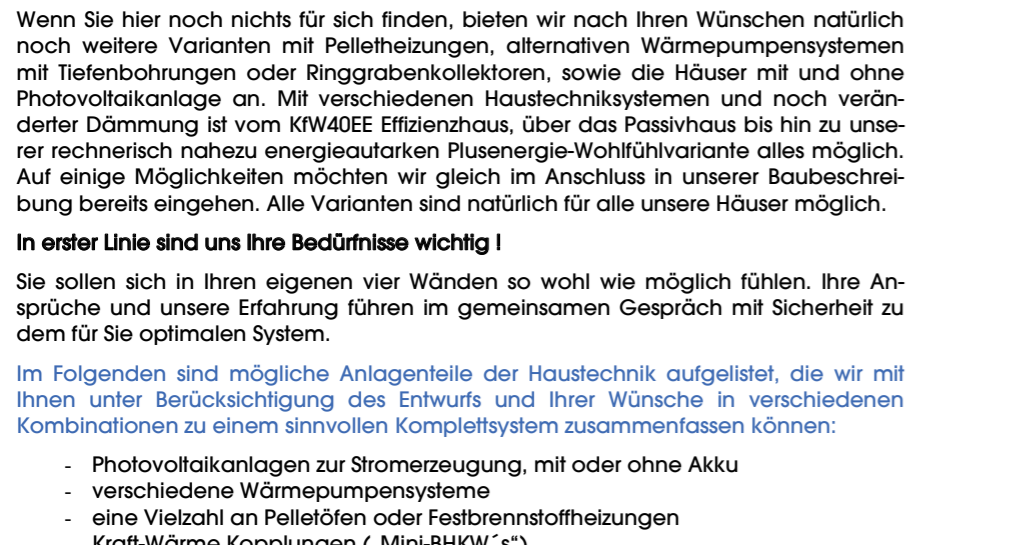 Wenn Sie hier noch nichts für sich finden, bieten wir nach Ihren Wünschen natürlich
noch weitere Varianten mit Pelletheizungen, alternativen Wärmepumpensystemen
mit Tiefenbohrungen oder Ringgrabenkollektoren, sowie die Häuser mit und ohne
Photovoltaikanlage an. Mit verschiedenen Haustechniksystemen und noch verän-
derter Dämmung ist vom KfW40EE Effizienzhaus, über das Passivhaus bis hin zu unse-
rer rechnerisch nahezu energieautarken Plusenergie-Wohlfühlvariante alles möglich.
Auf einige Möglichkeiten möchten wir gleich im Anschluss in unserer Baubeschrei-
bung bereits eingehen. Alle Varianten sind natürlich für alle unsere Häuser möglich.
In erster Linie sind uns Ihre Bedürfnisse wichtig !
Sie sollen sich in Ihren eigenen vier Wänden so wohl wie möglich fühlen. Ihre An-
sprüche und unsere Erfahrung führen im gemeinsamen Gespräch mit Sicherheit zu
dem für Sie optimalen System.
Im Folgenden sind mögliche Anlagenteile der Haustechnik aufgelistet, die wir mit
Ihnen unter Berücksichtigung des Entwurfs und Ihrer Wünsche in verschiedenen
Kombinationen zu einem sinnvollen Komplettsystem zusammenfassen können:
- Photovoltaikanlagen zur Stromerzeugung, mit oder ohne Akku
- verschiedene Wärmepumpensysteme
- eine Vielzahl an Pelletöfen oder Festbrennstoffheizungen
Kraft-Wärme Kopplungen („Mini-BHKW´s“)